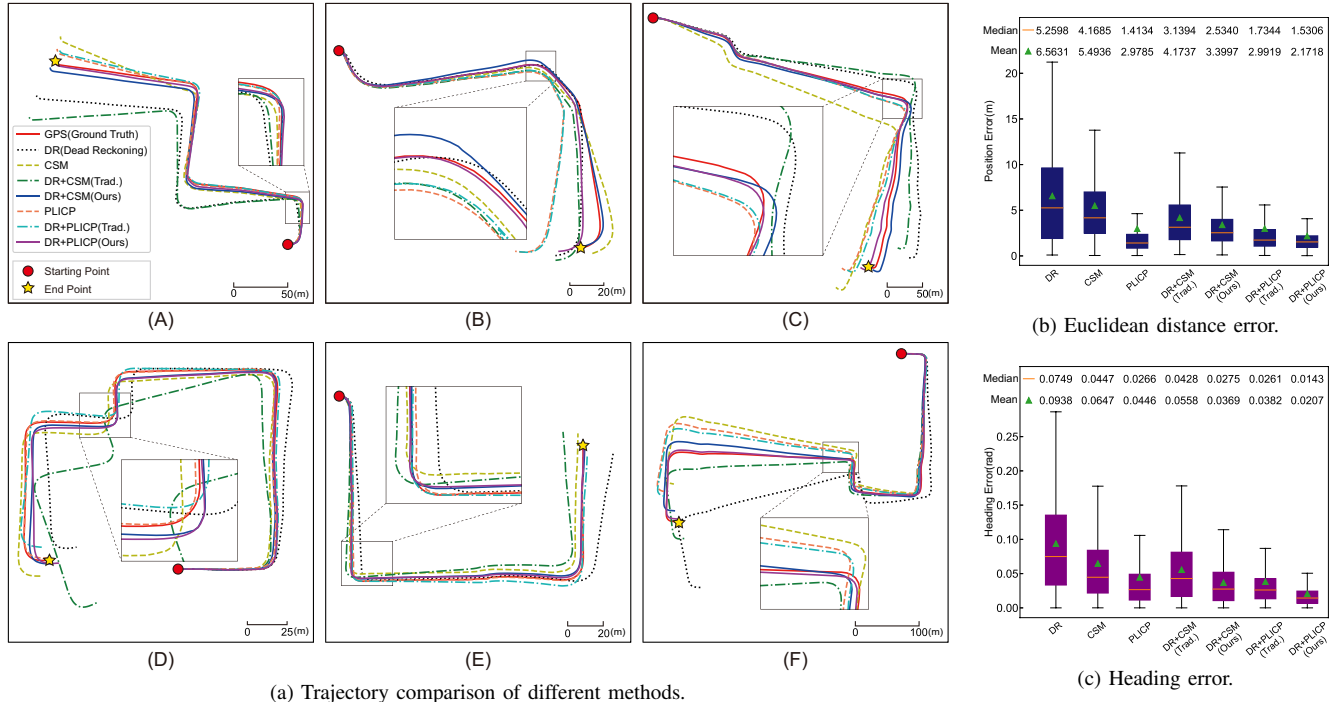 GPS(Ground Truth)
DR(Dead Reckoning)
CSM
DR+CSM(Trad.)
DR+CSM(Ours)
PLICP
DR+PLICP(Trad.)
DR+PLICP(Ours)
Starting Point
End Point
0 50(m)
(A)
0 20(m)
(B)
0 50(m)
(C)
0 25(m)
(D)
0 20(m)
(E)
0 100(m)
(F)
(a) Trajectory comparison of different methods.
Median 5.2598 4.1685 1.4134 3.1394 2.5340 1.7344 1.5306
Mean 6.5631 5.4936 2.9785 4.1737 3.3997 2.9919 2.1718
Position Error(m)
20
15
10
5
0
DR CSM PLICP DR+CSM (Trad.) DR+CSM (Ours) DR+PLICP (Trad.) DR+PLICP (Ours)
(b) Euclidean distance error.
Median 0.0749 0.0447 0.0266 0.0428 0.0275 0.0261 0.0143
Mean 0.0938 0.0647 0.0446 0.0558 0.0369 0.0382 0.0207
Heading Error(rad)
0.25
0.20
0.15
0.10
0.05
0.00
DR CSM PLICP DR+CSM (Trad.) DR+CSM (Ours) DR+PLICP (Trad.) DR+PLICP (Ours)
(c) Heading error.